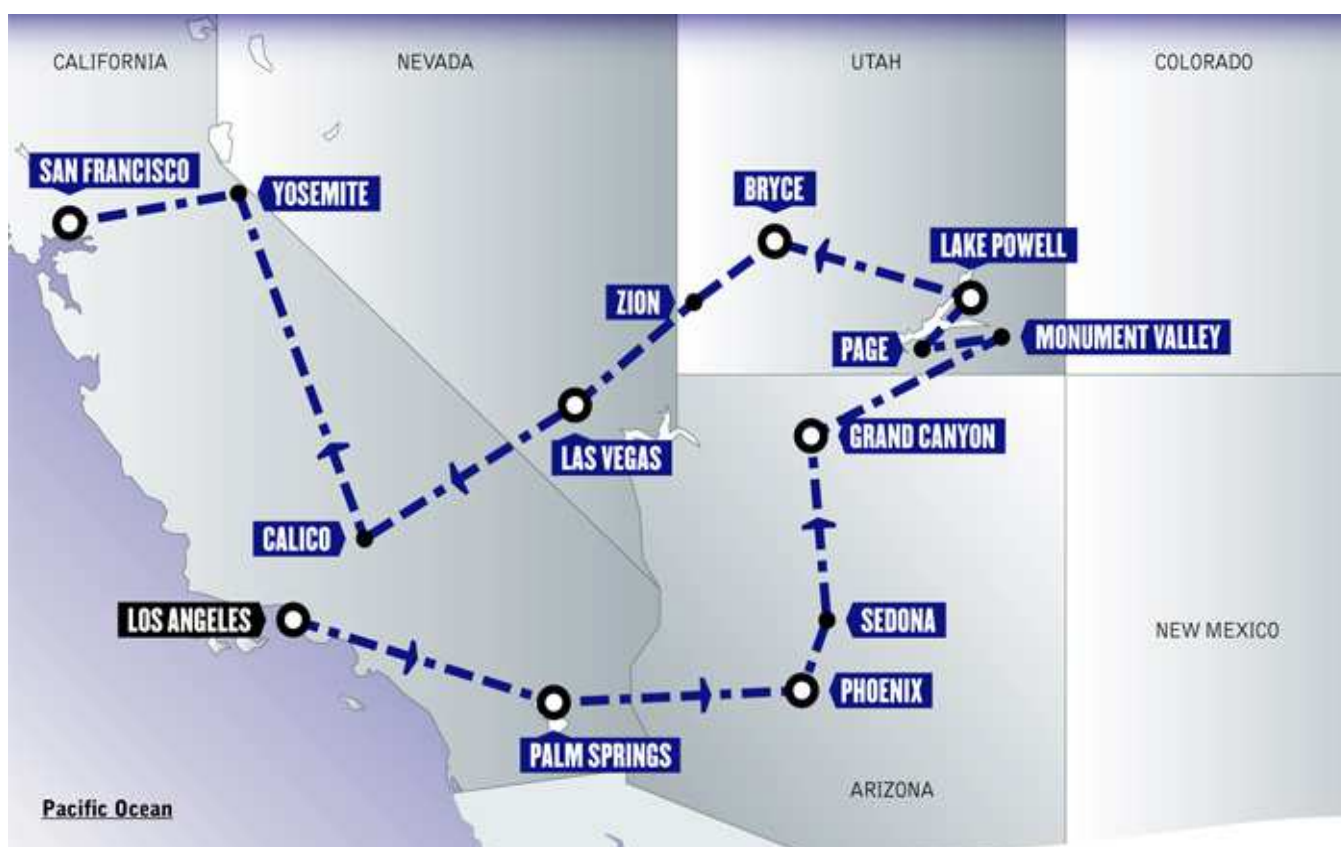 CALIFORNIA
NEVADA
UTAH
COLORADO
SAN FRANCISCO
YOSEMITE
BRYCE
LAKE POWELL
ZION
PAGE
MONUMENT VALLEY
GRAND CANYON
LAS VEGAS
CALICO
LOS ANGELES
SEDONA
NEW MEXICO
PHOENIX
PALM SPRINGS
ARIZONA
Pacific Ocean